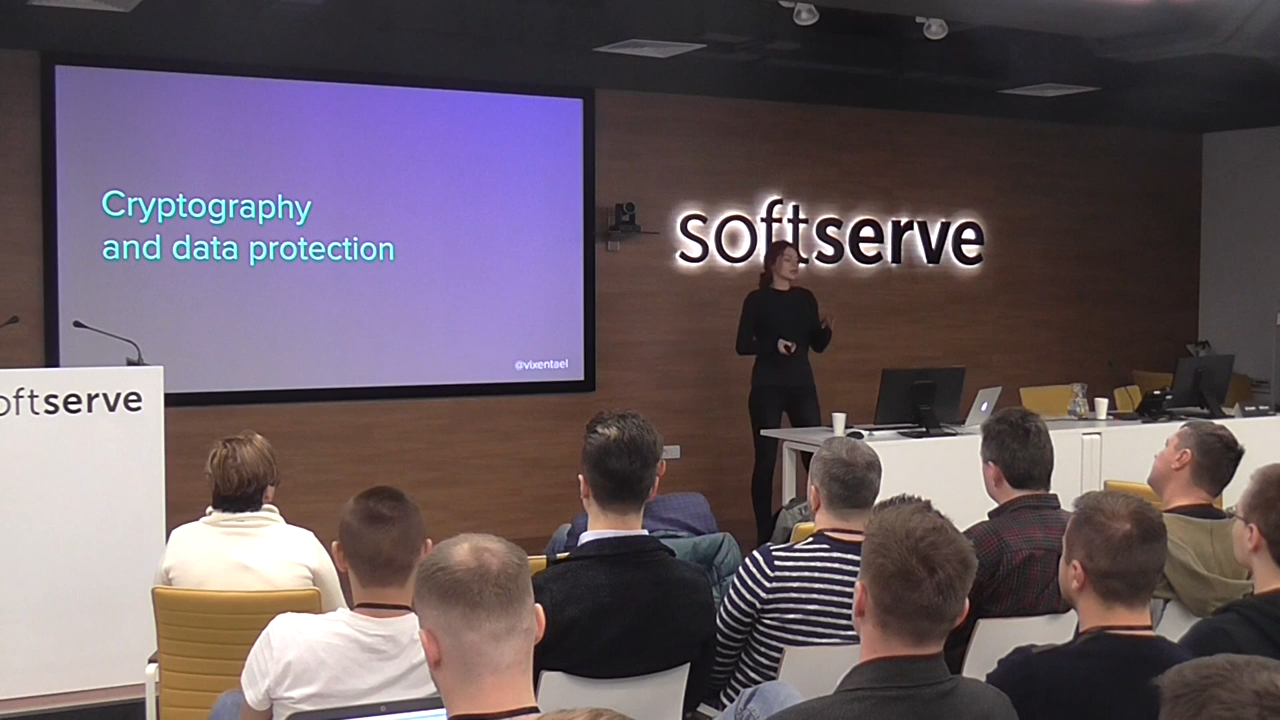 Cryptography
and data protection
@vixentael
softserve
oftserve